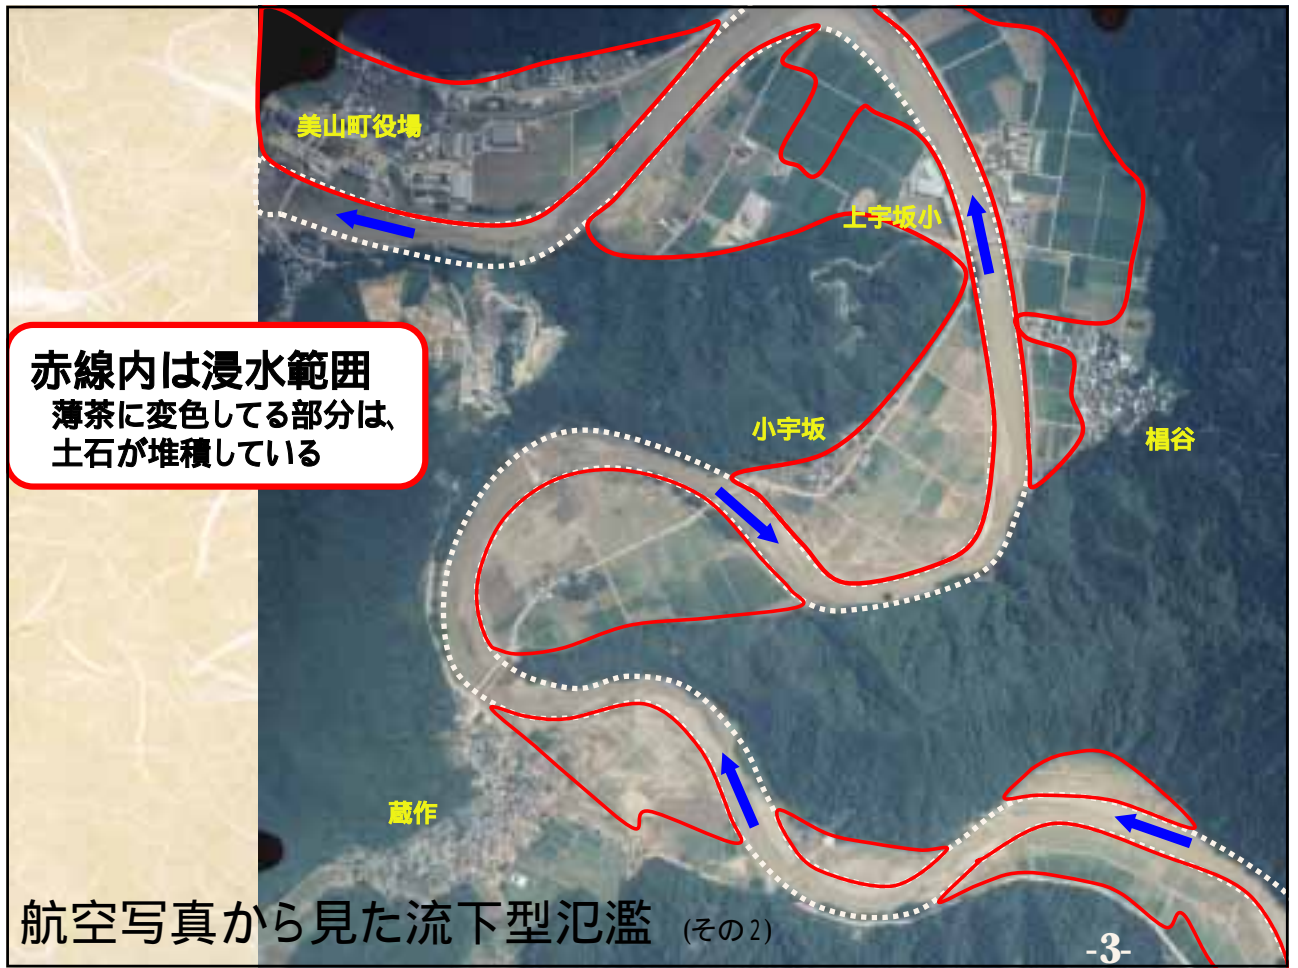 美山町役場
上宇坂小
赤線内は浸水範囲
薄茶に変色してる部分は、
土石が堆積している
小宇坂
椙谷
蔵作
航空写真から見た流下型氾濫 (その2)
-3-